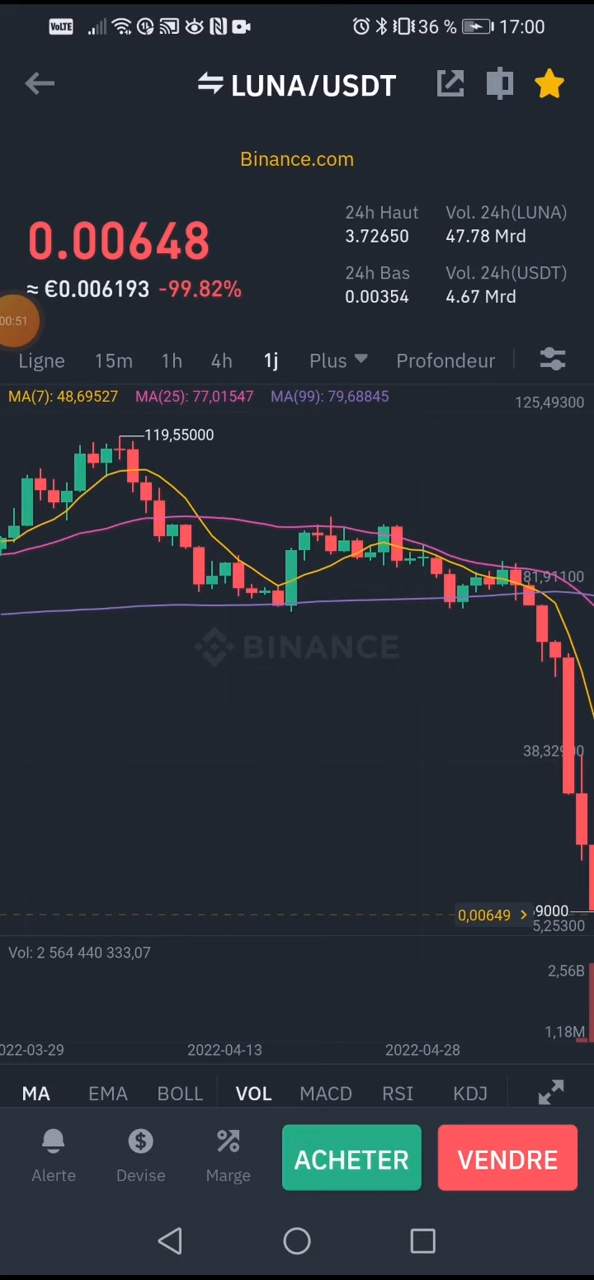 VoLTE 36 % 17:00
LUNA/USDT
Binance.com
0.00648
≈ €0.006193 -99.82%
24h Haut
3.72650
Vol. 24h(LUNA)
47.78 Mrd
24h Bas
0.00354
Vol. 24h(USDT)
4.67 Mrd
00:51
Ligne 15m 1h 4h 1j Plus Profondeur
MA(7): 48,69527 MA(25): 77,01547 MA(99): 79,68845
125,49300
119,55000
81,91100
BINANCE
38,32900
0,00649
9000
5,25300
Vol: 2 564 440 333,07
2,56B
1,18M
022-03-29 2022-04-13 2022-04-28
MA EMA BOLL VOL MACD RSI KDJ
Alerte Devise Marge
ACHETER VENDRE